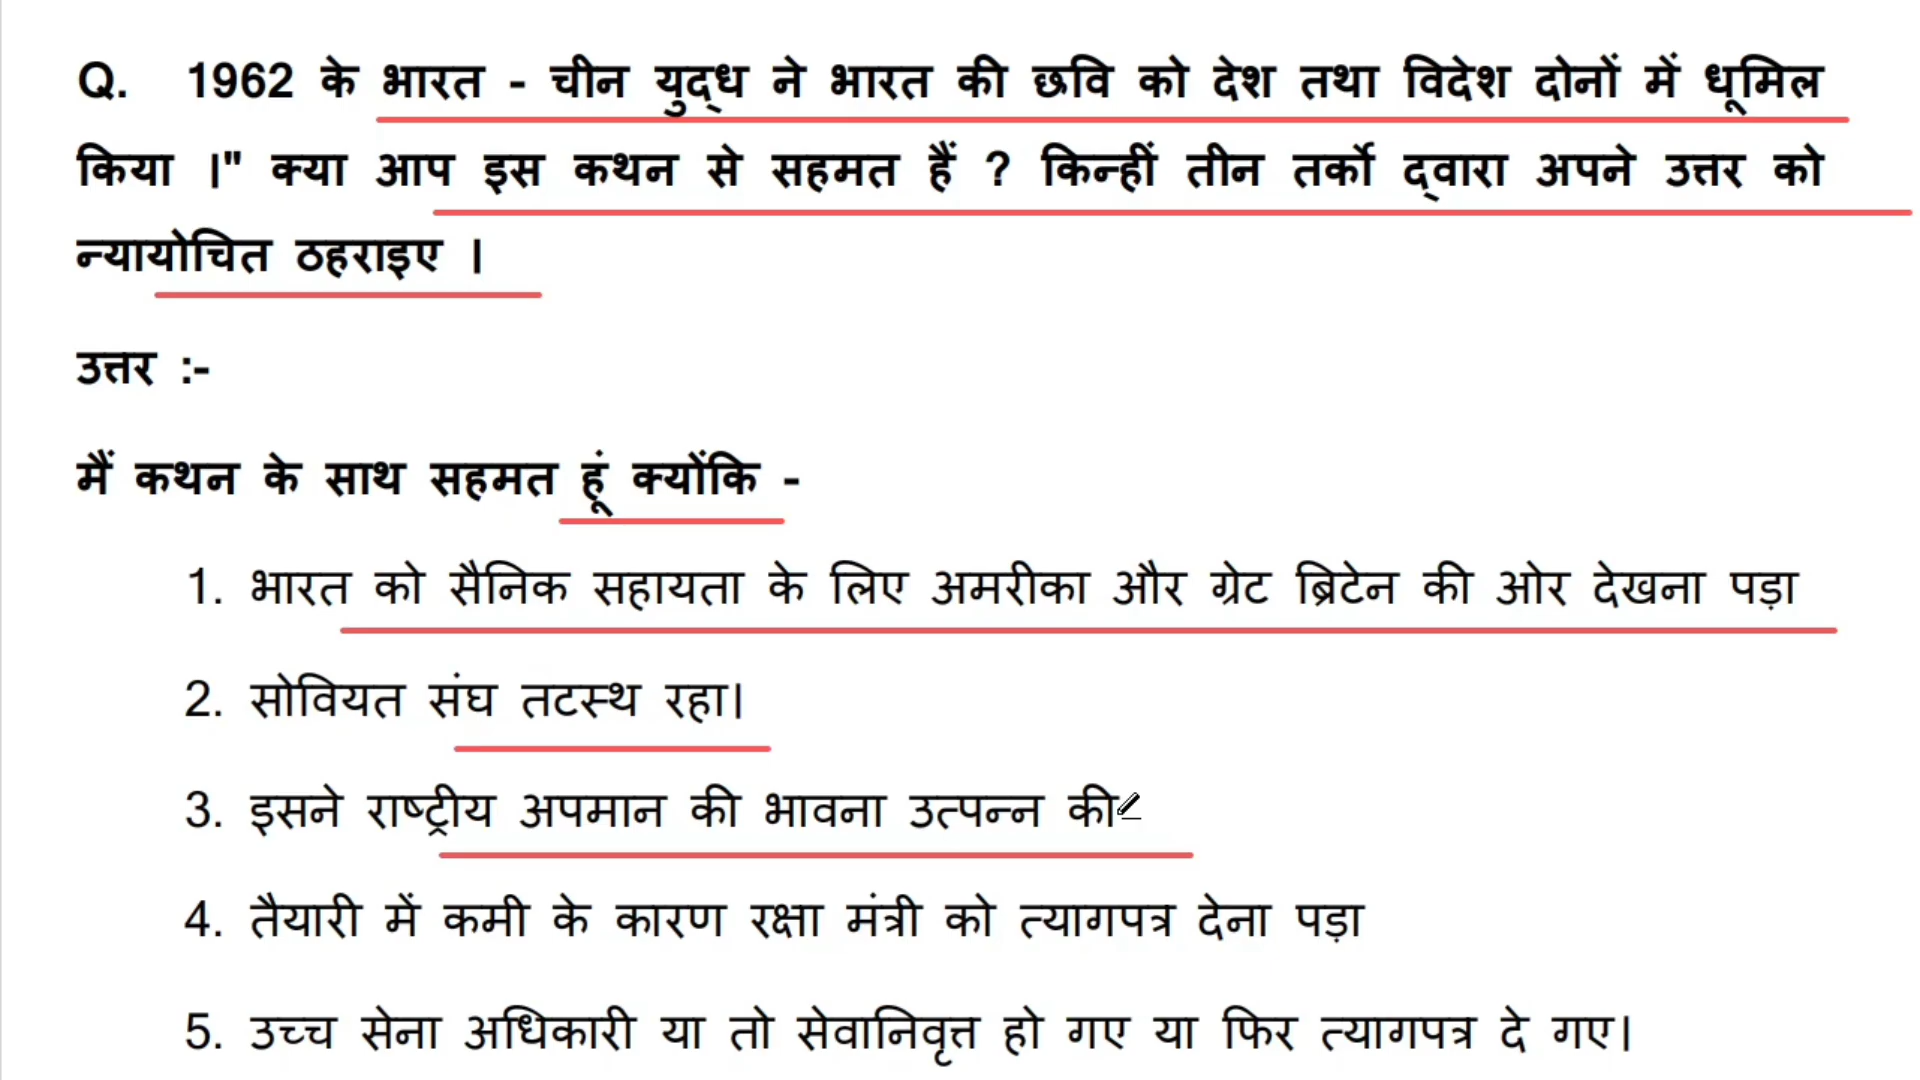 Q. 1962 के भारत - चीन युद्ध ने भारत की छवि को देश तथा विदेश दोनों में धूमिल
किया ।" क्या आप इस कथन से सहमत हैं ? किन्हीं तीन तर्को द्वारा अपने उत्तर को
न्यायोचित ठहराइए ।
उत्तर :-
मैं कथन के साथ सहमत हूं क्योंकि -
1. भारत को सैनिक सहायता के लिए अमरीका और ग्रेट ब्रिटेन की ओर देखना पड़ा
2. सोवियत संघ तटस्थ रहा।
3. इसने राष्ट्रीय अपमान की भावना उत्पन्न की
4. तैयारी में कमी के कारण रक्षा मंत्री को त्यागपत्र देना पड़ा
5. उच्च सेना अधिकारी या तो सेवानिवृत्त हो गए या फिर त्यागपत्र दे गए।